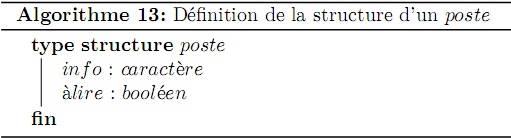 Algorithme 13: Définition de la structure d'un poste
type structure poste
info : caractère
àlire : booléen
fin